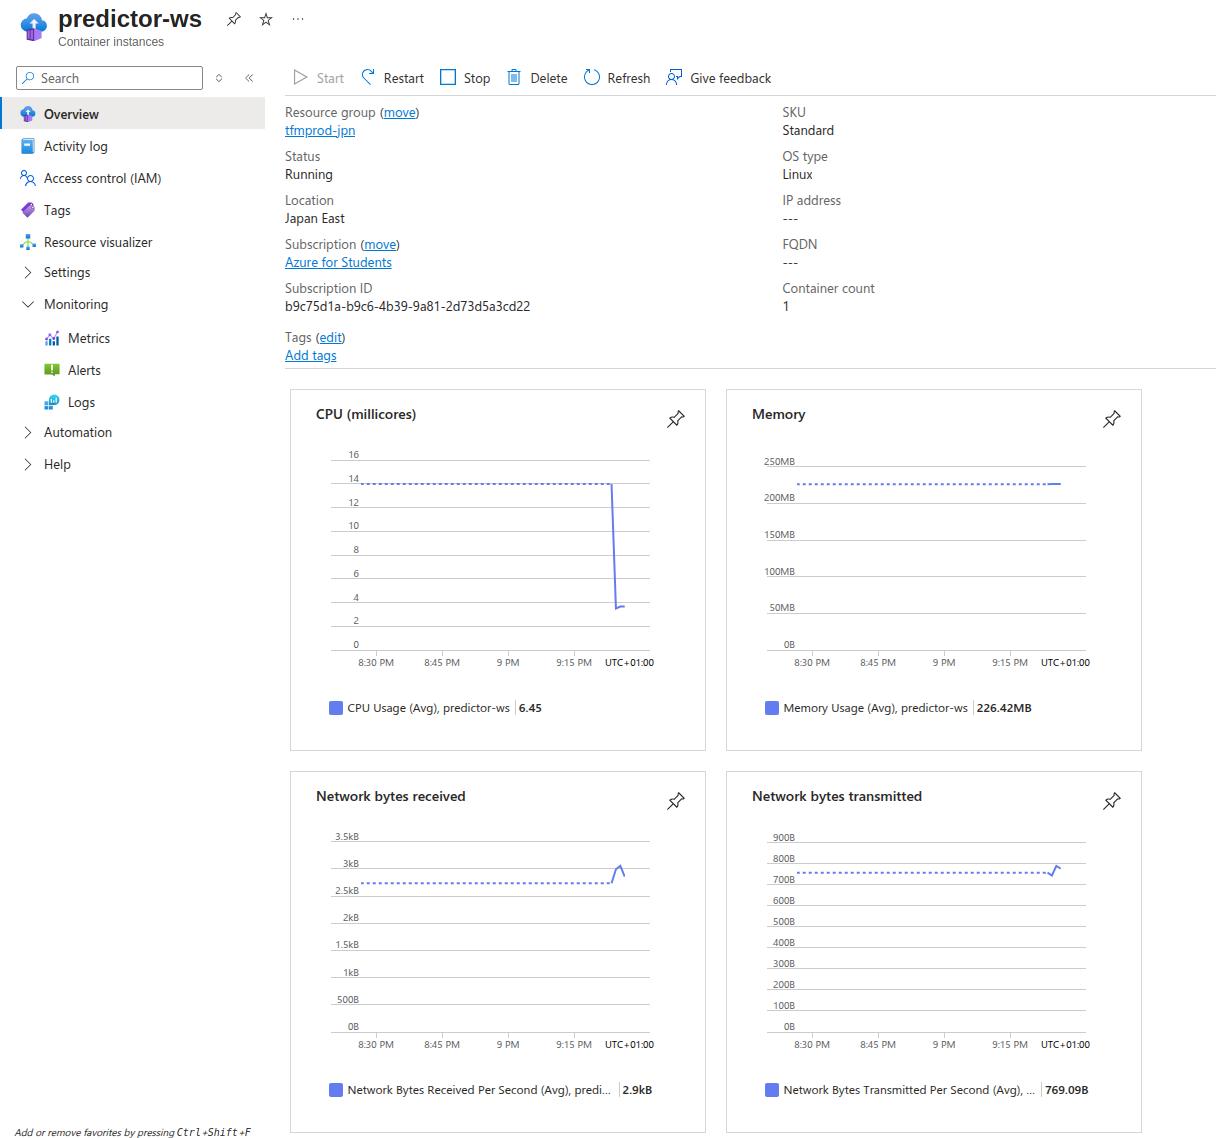 predictor-ws
Container instances
Search
Start
Restart
Stop
Delete
Refresh
Give feedback
Overview
Activity log
Access control (IAM)
Tags
Resource visualizer
Settings
Monitoring
Metrics
Alerts
Logs
Automation
Help
Resource group (move)
tfmprod-jpn
Status
Running
Location
Japan East
Subscription (move)
Azure for Students
Subscription ID
b9c75d1a-b9c6-4b39-9a81-2d73d5a3cd22
Tags (edit)
Add tags
SKU
Standard
OS type
Linux
IP address
---
FQDN
---
Container count
1
CPU (millicores)
16
14
12
10
8
6
4
2
0
8:30 PM 8:45 PM 9 PM 9:15 PM UTC+01:00
CPU Usage (Avg), predictor-ws 6.45
Memory
250MB
200MB
150MB
100MB
50MB
0B
8:30 PM 8:45 PM 9 PM 9:15 PM UTC+01:00
Memory Usage (Avg), predictor-ws 226.42MB
Network bytes received
3.5kB
3kB
2.5kB
2kB
1.5kB
1kB
500B
0B
8:30 PM 8:45 PM 9 PM 9:15 PM UTC+01:00
Network Bytes Received Per Second (Avg), predi... 2.9kB
Network bytes transmitted
900B
800B
700B
600B
500B
400B
300B
200B
100B
0B
8:30 PM 8:45 PM 9 PM 9:15 PM UTC+01:00
Network Bytes Transmitted Per Second (Avg), ... 769.09B
Add or remove favorites by pressing Ctrl+Shift+F